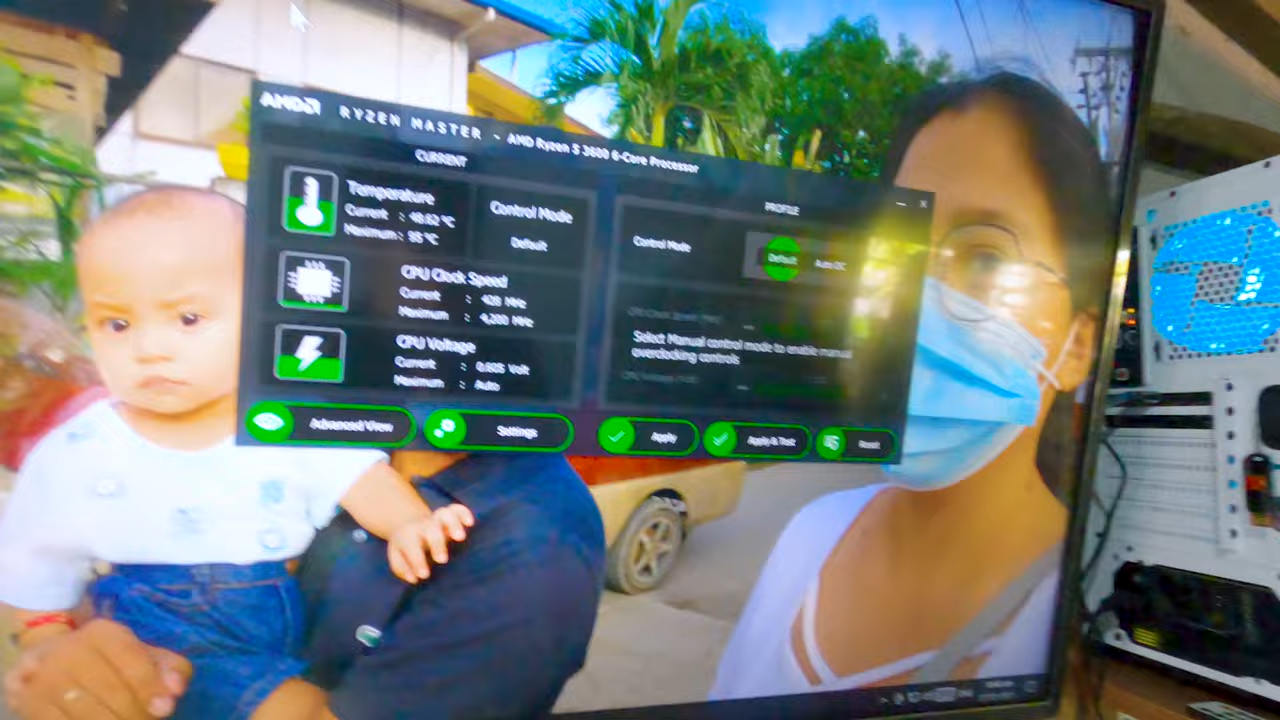 AMD RYZEN MASTER - AMD Ryzen 5 3600 6-Core Processor
CURRENT
Temperature
Current : 48.62 °C
Maximum : 95 °C
Control Mode
Default
CPU Clock Speed
Current : 428 MHz
Maximum : 4,200 MHz
CPU Voltage
Current : 0.605 Volt
Maximum : Auto
PROFILE
Control Mode
Default
Auto OC
Select Manual control mode to enable manual
overclocking controls
Advanced View
Settings
Apply
Apply & Test
Reset